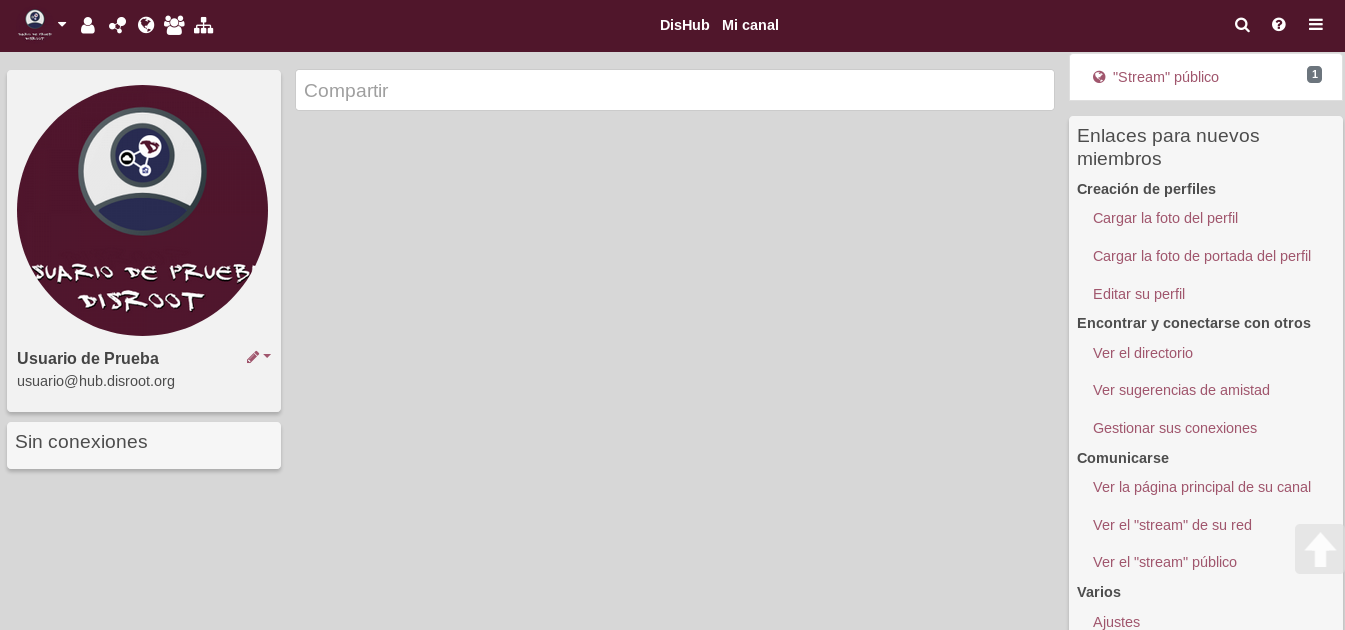 DisHub Mi canal
SUARIO DE PRUEB
DISROOT
Usuario de Prueba
usuario@hub.disroot.org
Sin conexiones
Compartir
"Stream" público 1
Enlaces para nuevos
miembros
Creación de perfiles
Cargar la foto del perfil
Cargar la foto de portada del perfil
Editar su perfil
Encontrar y conectarse con otros
Ver el directorio
Ver sugerencias de amistad
Gestionar sus conexiones
Comunicarse
Ver la página principal de su canal
Ver el "stream" de su red
Ver el "stream" público
Varios
Ajustes